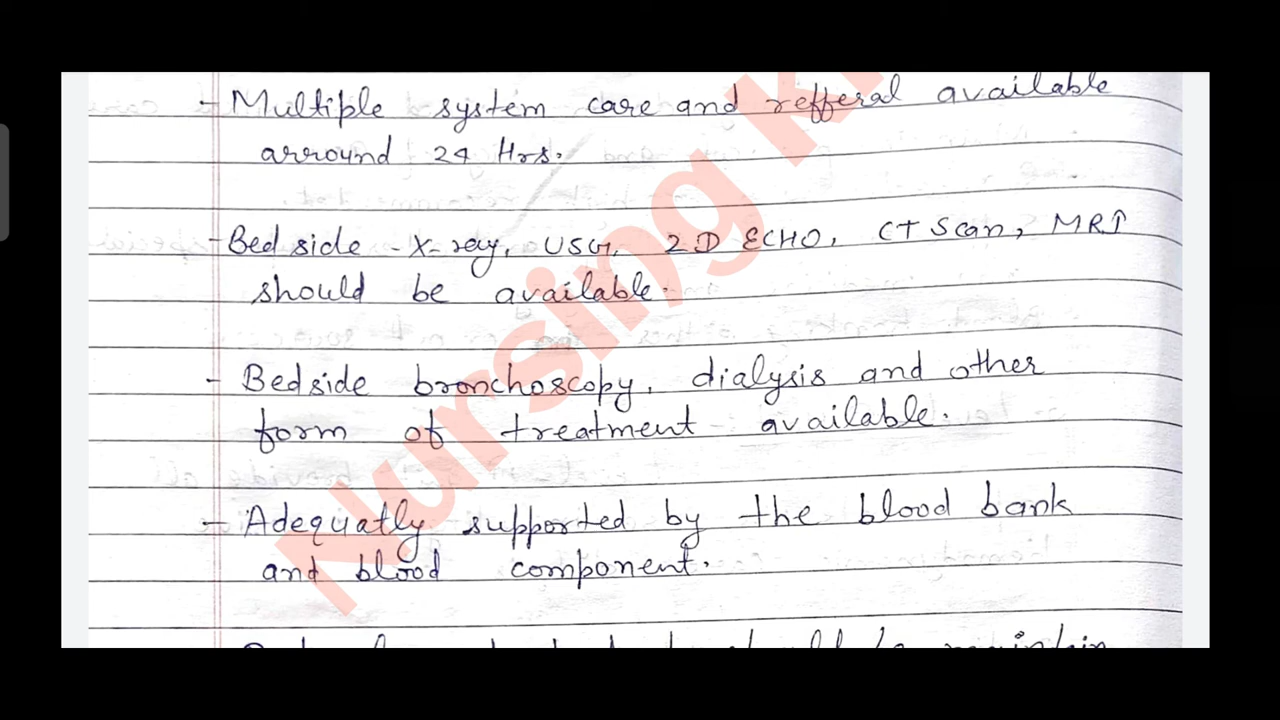 - Multiple system care and refferal available
arround 24 Hrs.
- Bed side - X-ray, USG, 2D ECHO, CT Scan, MRI
should be available.
- Bedside bronchoscopy, dialysis and other
form of treatment available.
- Adequatly supported by the blood bank
and blood component.
Nursing